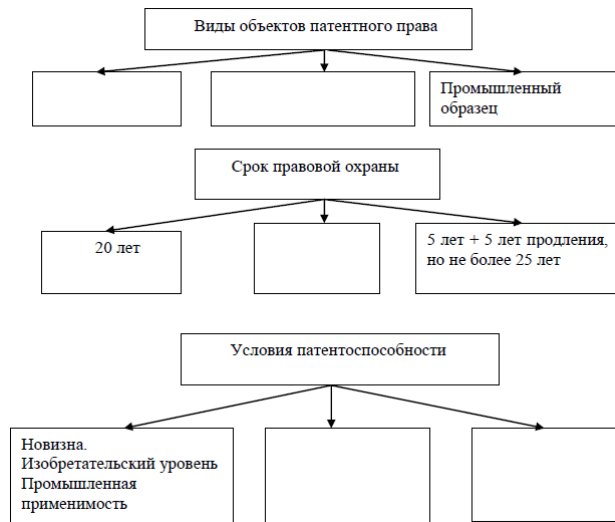 Виды объектов патентного права
Промышленный
образец
Срок правовой охраны
20 лет
5 лет + 5 лет продления,
но не более 25 лет
Условия патентоспособности
Новизна.
Изобретательский уровень
Промышленная
применимость